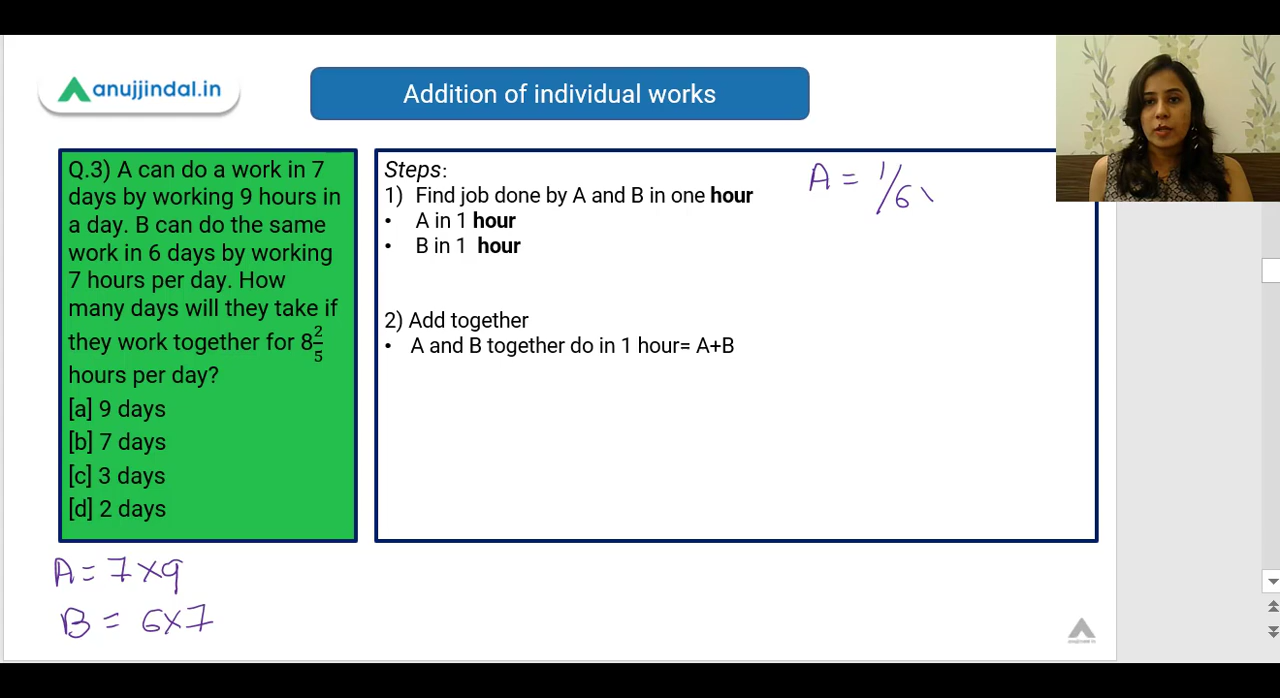 anujjindal.in
Addition of individual works
Q.3) A can do a work in 7
days by working 9 hours in
a day. B can do the same
work in 6 days by working
7 hours per day. How
many days will they take if
they work together for 8 2/5
hours per day?
[a] 9 days
[b] 7 days
[c] 3 days
[d] 2 days
Steps:
1) Find job done by A and B in one hour
• A in 1 hour
• B in 1 hour
2) Add together
• A and B together do in 1 hour= A+B
A = 1/6
A = 7×9
B = 6×7